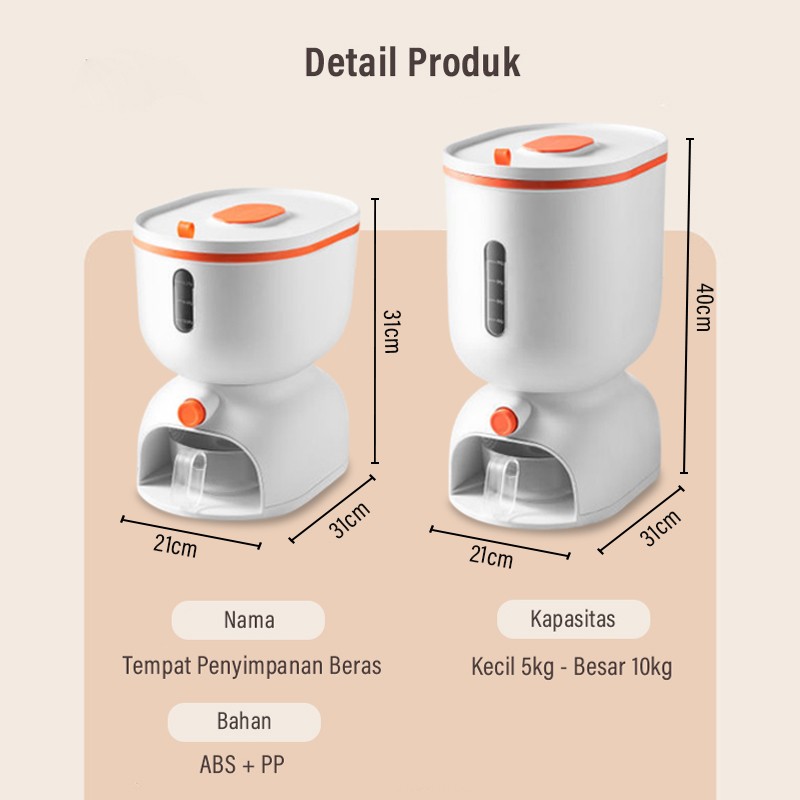 Detail Produk
31cm
40cm
21cm
31cm
21cm
31cm
Nama
Tempat Penyimpanan Beras
Kapasitas
Kecil 5kg - Besar 10kg
Bahan
ABS + PP